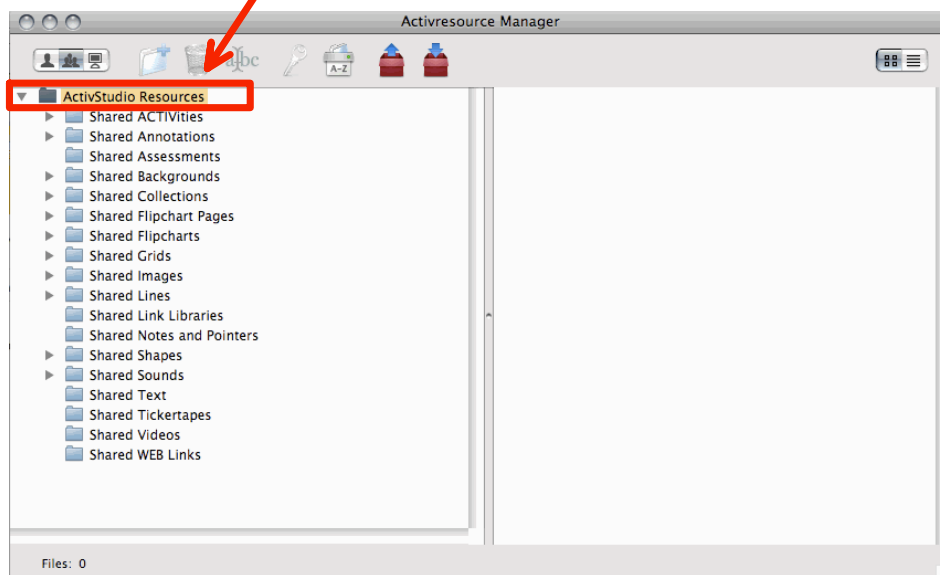 Activresource Manager
abc
A-Z
ActivStudio Resources
Shared ACTIVities
Shared Annotations
Shared Assessments
Shared Backgrounds
Shared Collections
Shared Flipchart Pages
Shared Flipcharts
Shared Grids
Shared Images
Shared Lines
Shared Link Libraries
Shared Notes and Pointers
Shared Shapes
Shared Sounds
Shared Text
Shared Tickertapes
Shared Videos
Shared WEB Links
Files: 0